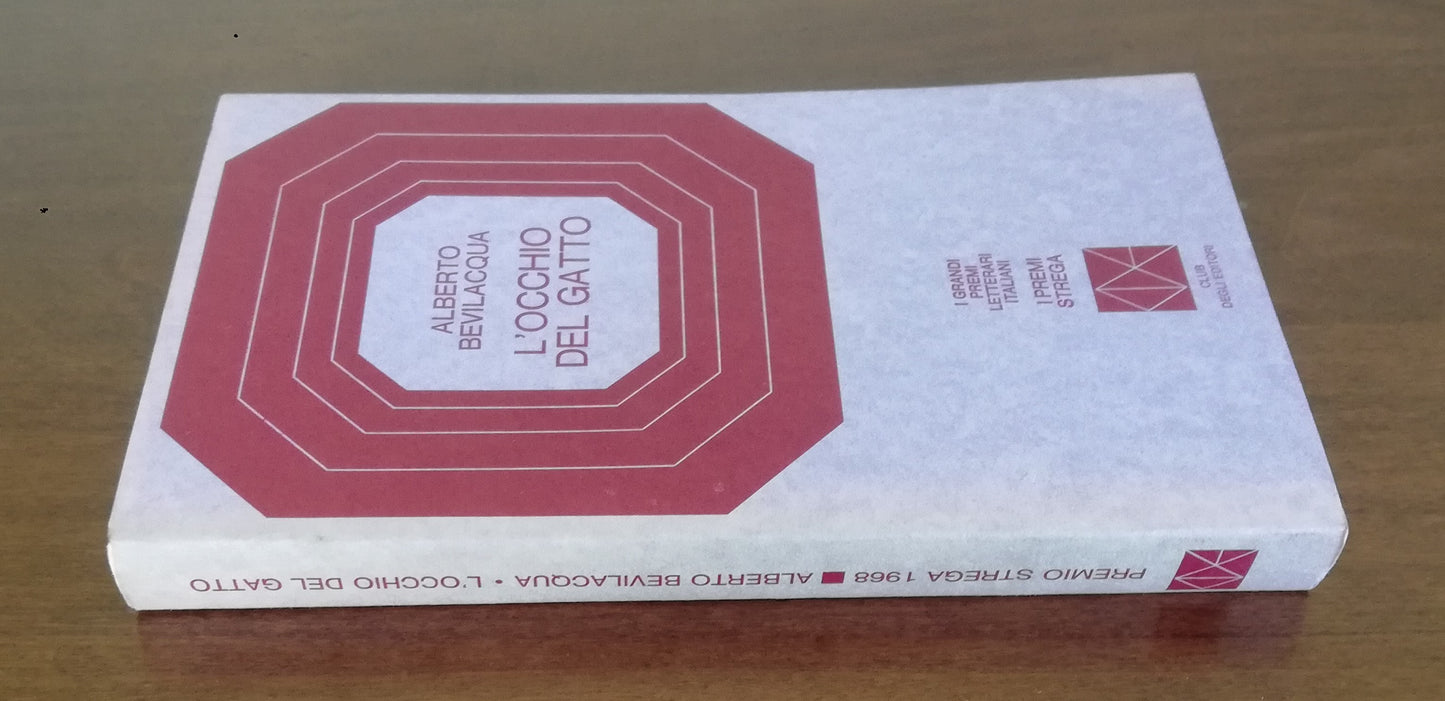 ALBERTO
BEVILACQUA
L'OCCHIO
DEL GATTO
I GRANDI
PREMI
LETTERARI
ITALIANI
I PREMI
STREGA
CLUB
DEGLI EDITORI
PREMIO STREGA 1968 ■ ALBERTO BEVILACQUA • L'OCCHIO DEL GATTO